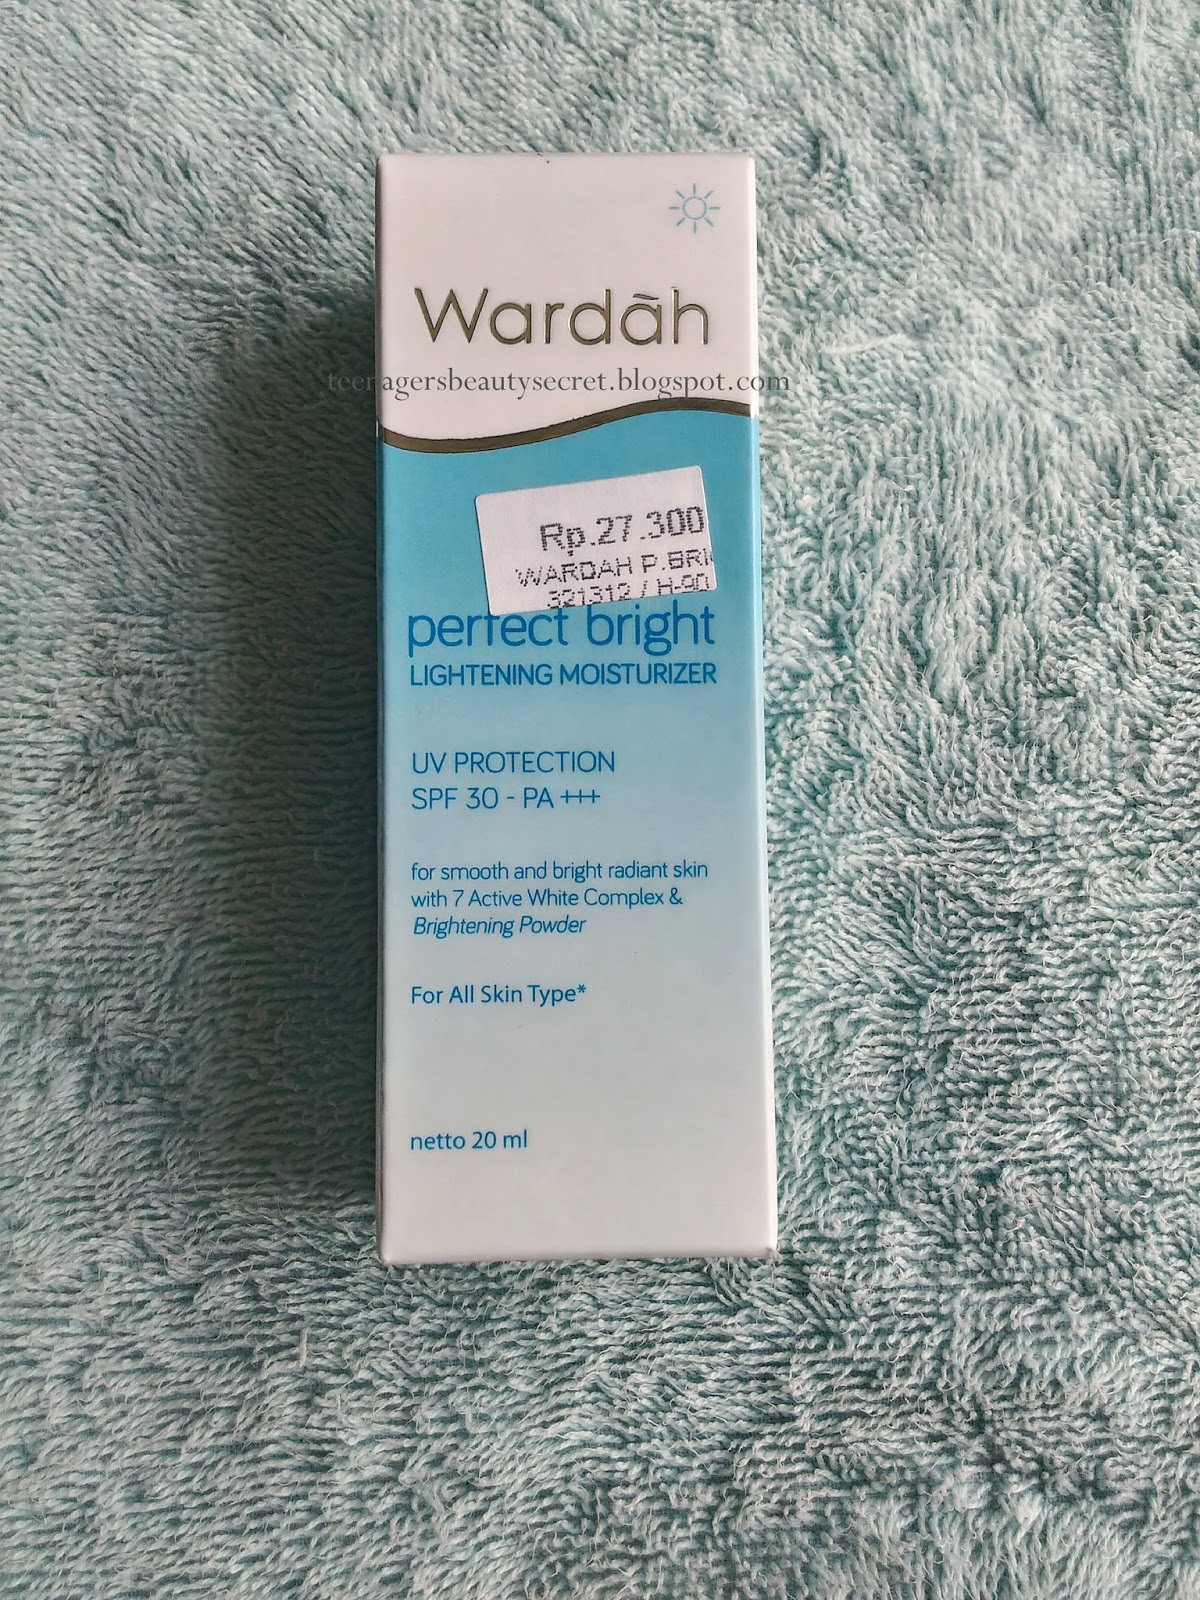 Wardãh
teenagersbeautysecret.blogspot.com
Rp.27.300
WARDAH P.BRI
321312 / H-90
perfect bright
LIGHTENING MOISTURIZER
UV PROTECTION
SPF 30 - PA +++
for smooth and bright radiant skin
with 7 Active White Complex &
Brightening Powder
For All Skin Type*
netto 20 ml